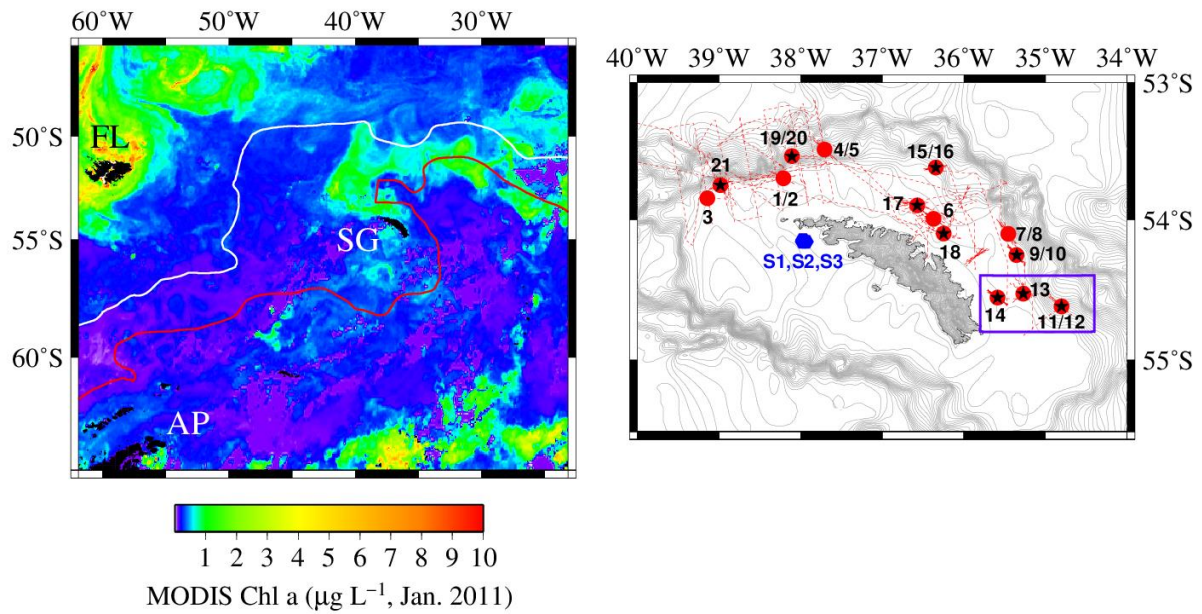 60°W 50°W 40°W 30°W
50°S
55°S
60°S
FL
SG
AP
1 2 3 4 5 6 7 8 9 10
MODIS Chl a (µg L⁻¹, Jan. 2011)
40°W 39°W 38°W 37°W 36°W 35°W 34°W
53°S
54°S
55°S
19/20
4/5
15/16
21
1/2
3
17
6
18
7/8
9/10
S1,S2,S3
13
14
11/12